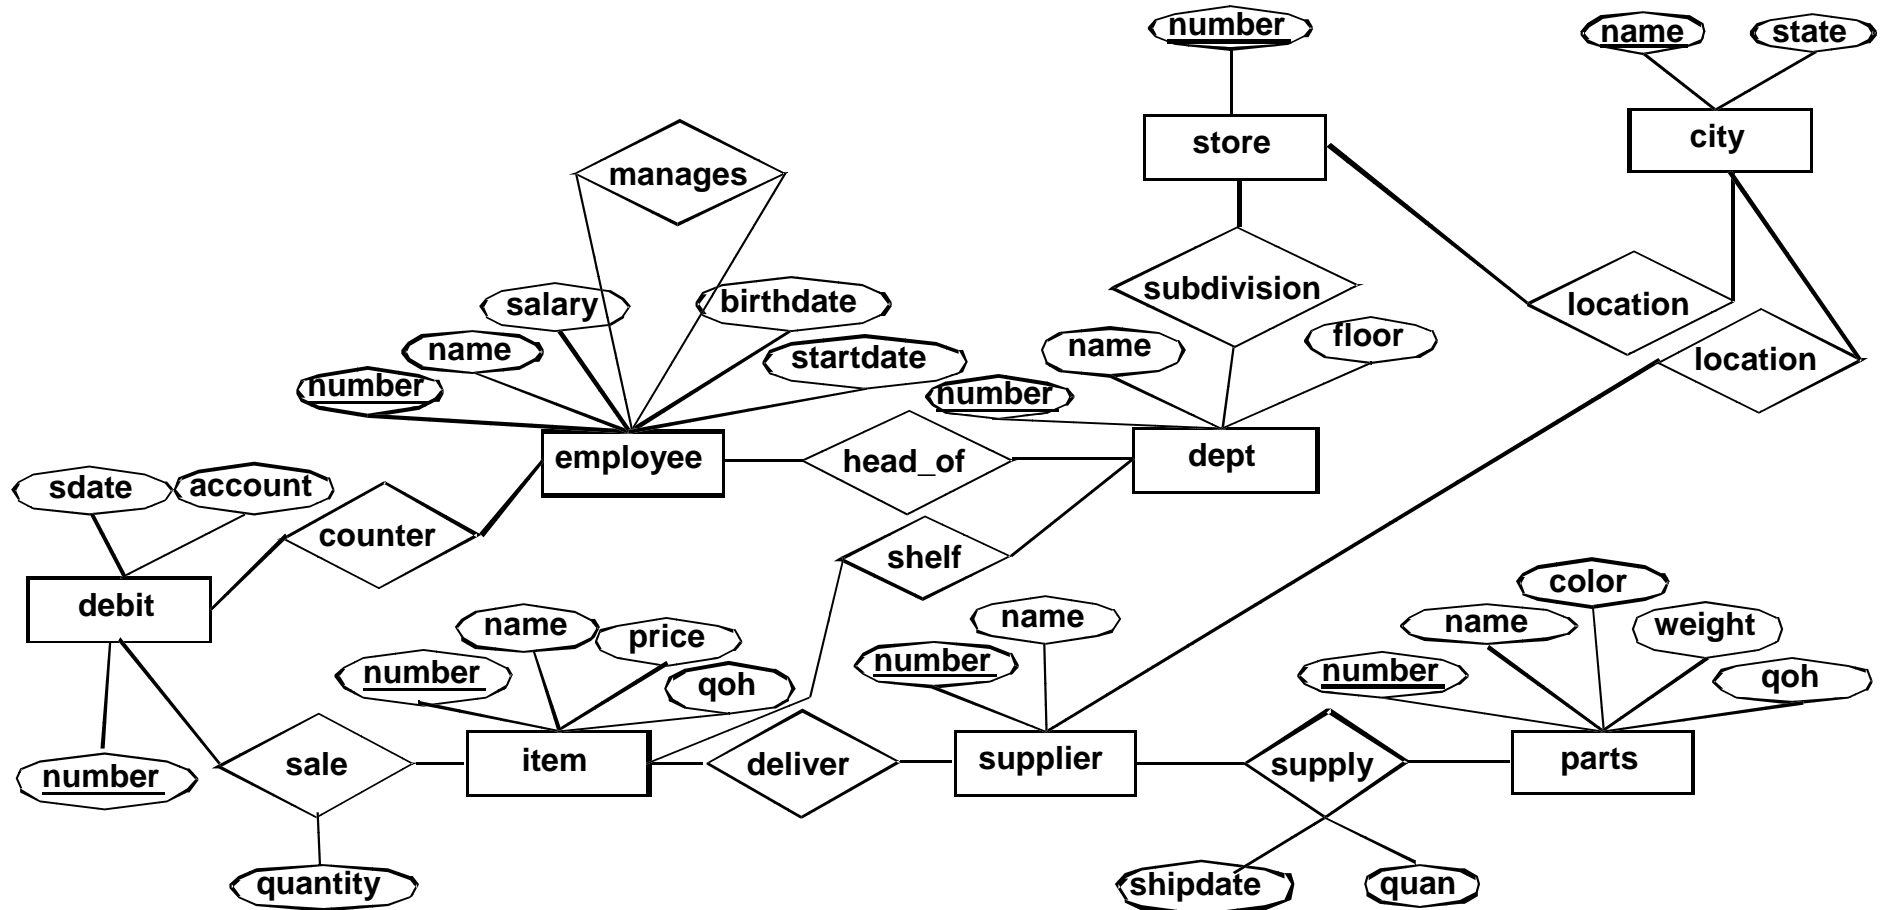 number
name
state
store
city
manages
subdivision
location
salary
birthdate
name
startdate
name
floor
location
number
number
employee
head_of
dept
sdate
account
counter
shelf
debit
color
name
price
name
name
weight
number
qoh
number
number
qoh
number
sale
item
deliver
supplier
supply
parts
quantity
shipdate
quan